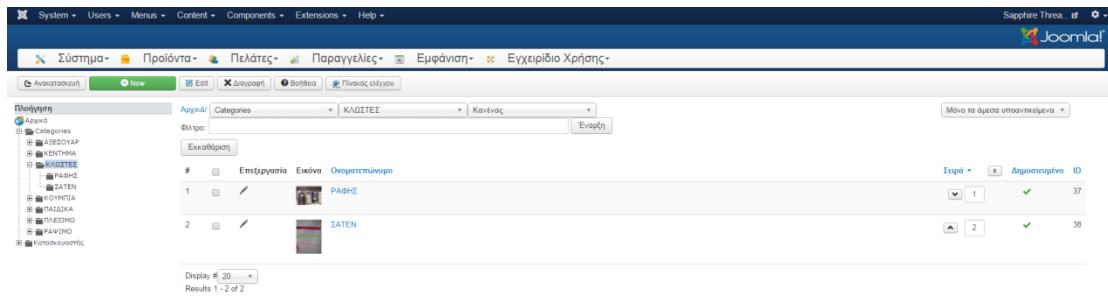 System Users Menus Content Components Extensions Help Sapphire Threa...
Joomla!
Σύστημα Προϊόντα Πελάτες Παραγγελίες Εμφάνιση Εγχειρίδιο Χρήσης
Ανακατασκευή New Edit Διαγραφή Βοήθεια Πίνακας ελέγχου
Πλοήγηση
Αρχικά
Categories
ΑΞΕΣΟΥΑΡ
ΚΕΝΤΗΜΑ
ΚΛΩΣΤΕΣ
ΡΑΦΗΣ
ΣΑΤΕΝ
ΚΟΥΜΠΙΑ
ΠΑΙΔΙΚΑ
ΠΛΕΞΙΜΟ
ΡΑΨΙΜΟ
Κατασκευαστής
Αρχικά/ Categories ΚΛΩΣΤΕΣ Κανένας Μόνο τα άμεσα υποαντικείμενα
Φίλτρο: Έναρξη
Εκκαθάριση
# Επεξεργασία Εικόνα Ονοματεπώνυμο Σειρά Δημοσιευμένο ID
1 ΡΑΦΗΣ 1 37
2 ΣΑΤΕΝ 2 38
Display # 20
Results 1 - 2 of 2